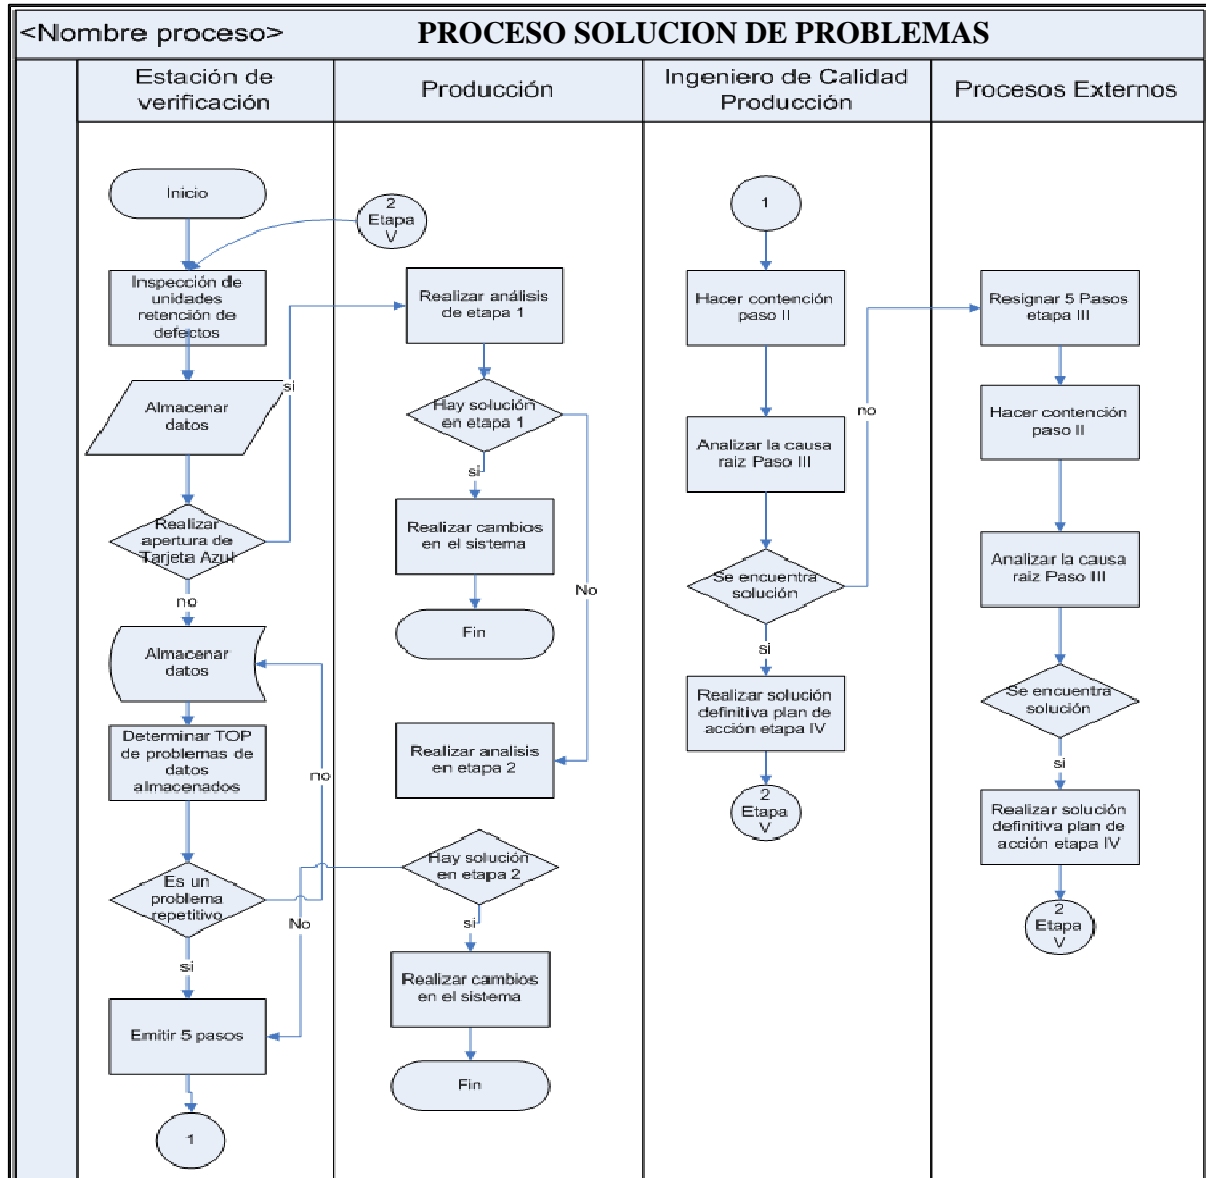 <Nombre proceso>
PROCESO SOLUCION DE PROBLEMAS
Estación de
verificación
Producción
Ingeniero de Calidad
Producción
Procesos Externos
Inicio
Inspección de
unidades
retención de
defectos
Almacenar
datos
si
Realizar
apertura de
Tarjeta Azul
no
Almacenar
datos
Determinar TOP
de problemas de
datos
almacenados
no
Es un
problema
repetitivo
si
Emitir 5 pasos
1
2
Etapa
V
Realizar análisis
de etapa 1
Hay solución
en etapa 1
si
Realizar cambios
en el sistema
Fin
No
Realizar analisis
en etapa 2
Hay solución
en etapa 2
No
si
Realizar cambios
en el sistema
Fin
1
Hacer contención
paso II
Analizar la causa
raiz Paso III
no
Se encuentra
solución
si
Realizar solución
definitiva plan de
acción etapa IV
2
Etapa
V
Resignar 5 Pasos
etapa III
Hacer contención
paso II
Analizar la causa
raiz Paso III
Se encuentra
solución
si
Realizar solución
definitiva plan de
acción etapa IV
2
Etapa
V